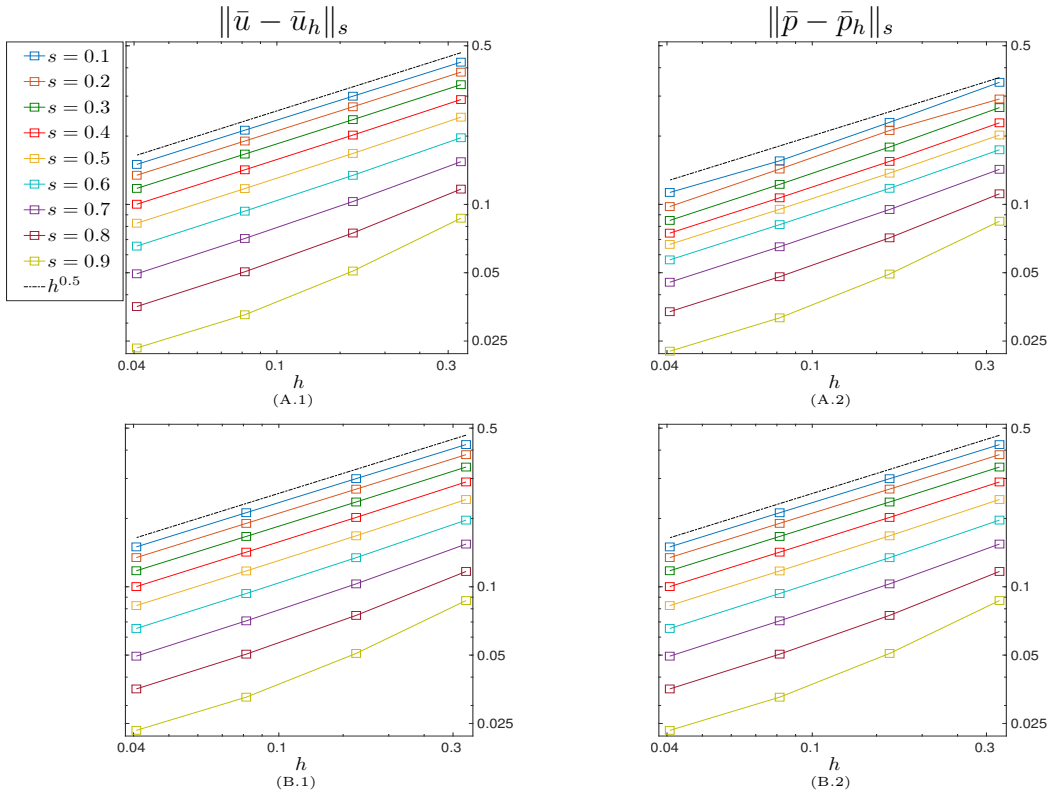 ‖ū − ū_h‖_s
‖p̄ − p̄_h‖_s
s = 0.1
s = 0.2
s = 0.3
s = 0.4
s = 0.5
s = 0.6
s = 0.7
s = 0.8
s = 0.9
h^0.5
0.5
0.1
0.05
0.025
0.04
0.1
0.3
h
(A.1)
0.5
0.1
0.05
0.025
0.04
0.1
0.3
h
(A.2)
0.5
0.1
0.05
0.025
0.04
0.1
0.3
h
(B.1)
0.5
0.1
0.05
0.025
0.04
0.1
0.3
h
(B.2)